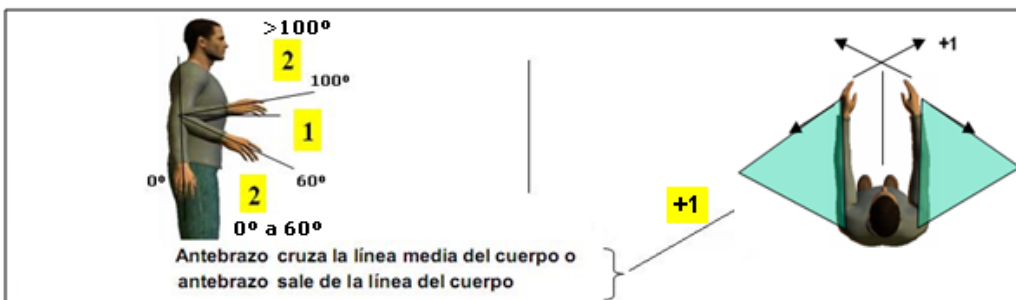 >100º
2
100º
1
0º
60º
2
0º a 60º
+1
+1
Antebrazo cruza la línea media del cuerpo o
antebrazo sale de la línea del cuerpo